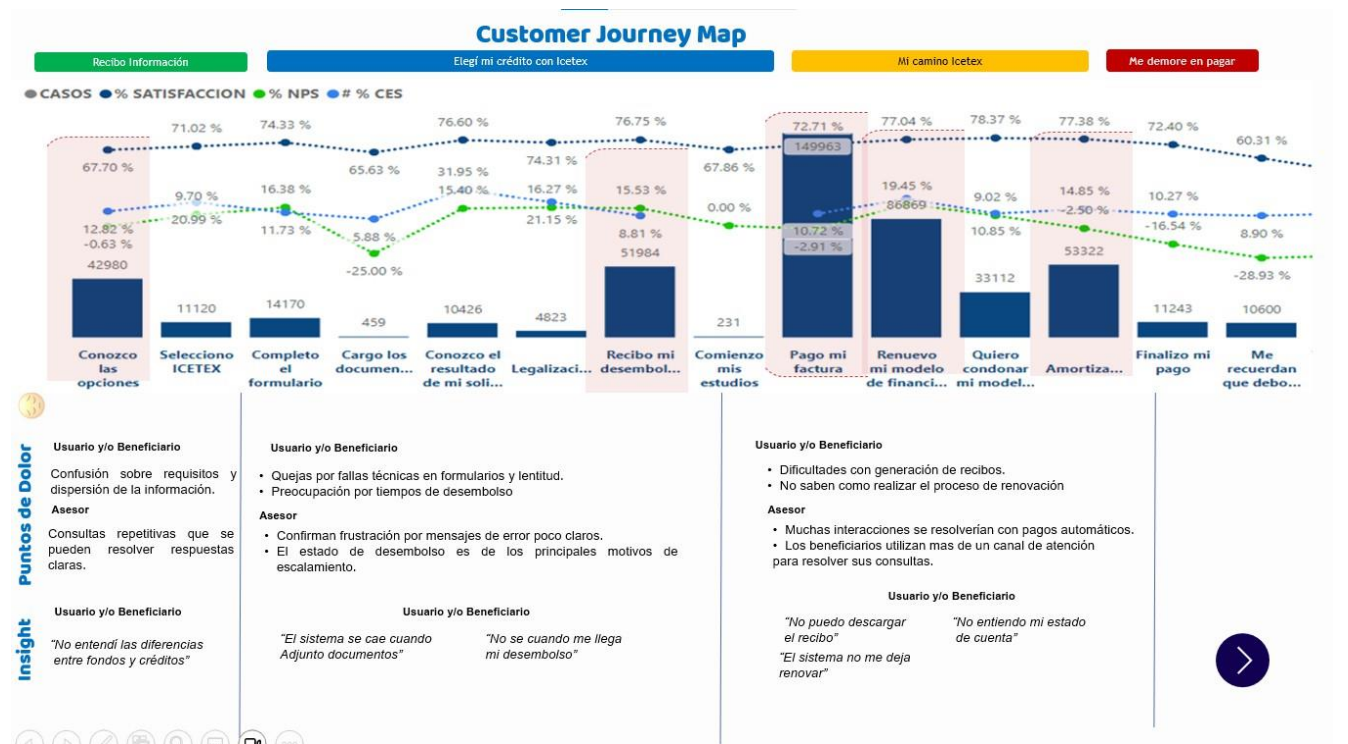 Customer Journey Map
Recibo Información
Elegí mi crédito con Icetex
Mi camino Icetex
Me demore en pagar
CASOS % SATISFACCION % NPS # % CES
67.70 %
71.02 %
74.33 %
65.63 %
76.60 %
74.31 %
76.75 %
67.86 %
72.71 %
77.04 %
78.37 %
77.38 %
72.40 %
60.31 %
12.82 %
-0.63 %
9.70 %
20.99 %
16.38 %
11.73 %
5.88 %
-25.00 %
31.95 %
15.40 %
16.27 %
21.15 %
15.53 %
8.81 %
0.00 %
10.72 %
-2.91 %
19.45 %
9.02 %
10.85 %
14.85 %
-2.50 %
10.27 %
-16.54 %
8.90 %
-28.93 %
42980
11120
14170
459
10426
4823
51984
231
149963
86869
33112
53322
11243
10600
Conozco
las
opciones
Selecciono
ICETEX
Completo
el
formulario
Cargo los
documen...
Conozco el
resultado
de mi soli...
Legalizaci...
Recibo mi
desembol...
Comienzo
mis
estudios
Pago mi
factura
Renuevo
mi modelo
de financi...
Quiero
condonar
mi model...
Amortiza...
Finalizo mi
pago
Me
recuerdan
que debo...
Puntos de Dolor
Usuario y/o Beneficiario
Confusión sobre requisitos y
dispersión de la información.
Asesor
Consultas repetitivas que se
pueden resolver respuestas
claras.
Usuario y/o Beneficiario
• Quejas por fallas técnicas en formularios y lentitud.
• Preocupación por tiempos de desembolso
Asesor
• Confirman frustración por mensajes de error poco claros.
• El estado de desembolso es de los principales motivos de
escalamiento.
Usuario y/o Beneficiario
• Dificultades con generación de recibos.
• No saben como realizar el proceso de renovación
Asesor
• Muchas interacciones se resolverían con pagos automáticos.
• Los beneficiarios utilizan mas de un canal de atención
para resolver sus consultas.
Insight
Usuario y/o Beneficiario
"No entendí las diferencias
entre fondos y créditos"
Usuario y/o Beneficiario
"El sistema se cae cuando
Adjunto documentos"
"No se cuando me llega
mi desembolso"
Usuario y/o Beneficiario
"No puedo descargar
el recibo"
"El sistema no me deja
renovar"
"No entiendo mi estado
de cuenta"